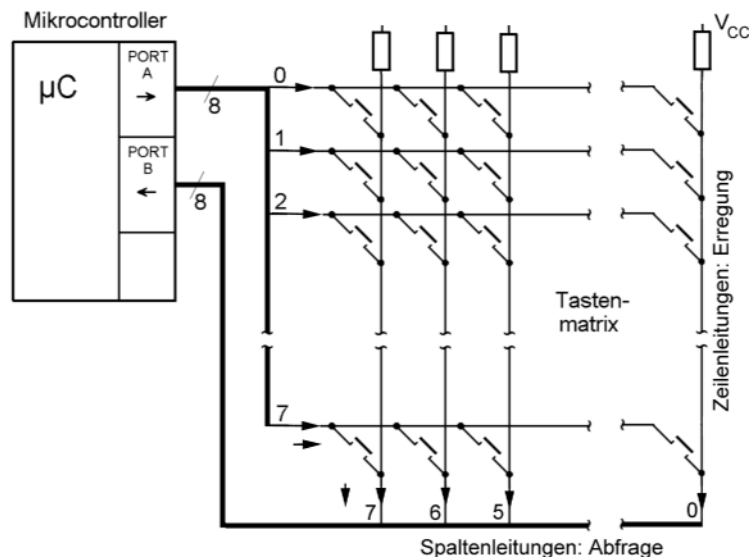 Mikrocontroller
µC
PORT
A
8
PORT
B
8
V_CC
0
1
2
7
Tasten-
matrix
Zeilenleitungen: Erregung
7
6
5
0
Spaltenleitungen: Abfrage